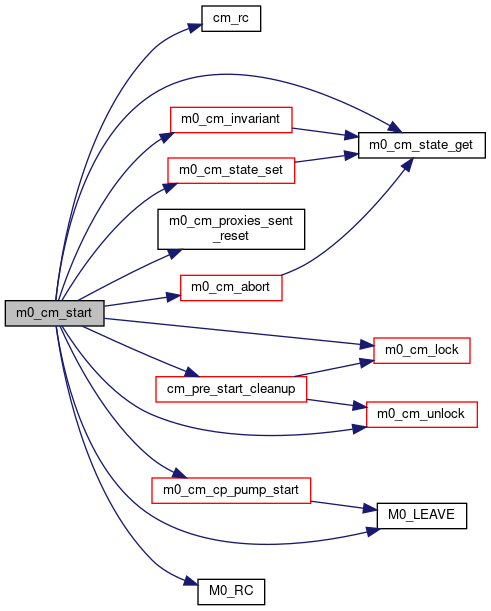 cm_rc
m0_cm_invariant
m0_cm_state_get
m0_cm_state_set
m0_cm_proxies_sent
_reset
m0_cm_abort
m0_cm_start
m0_cm_lock
cm_pre_start_cleanup
m0_cm_unlock
m0_cm_cp_pump_start
M0_LEAVE
M0_RC